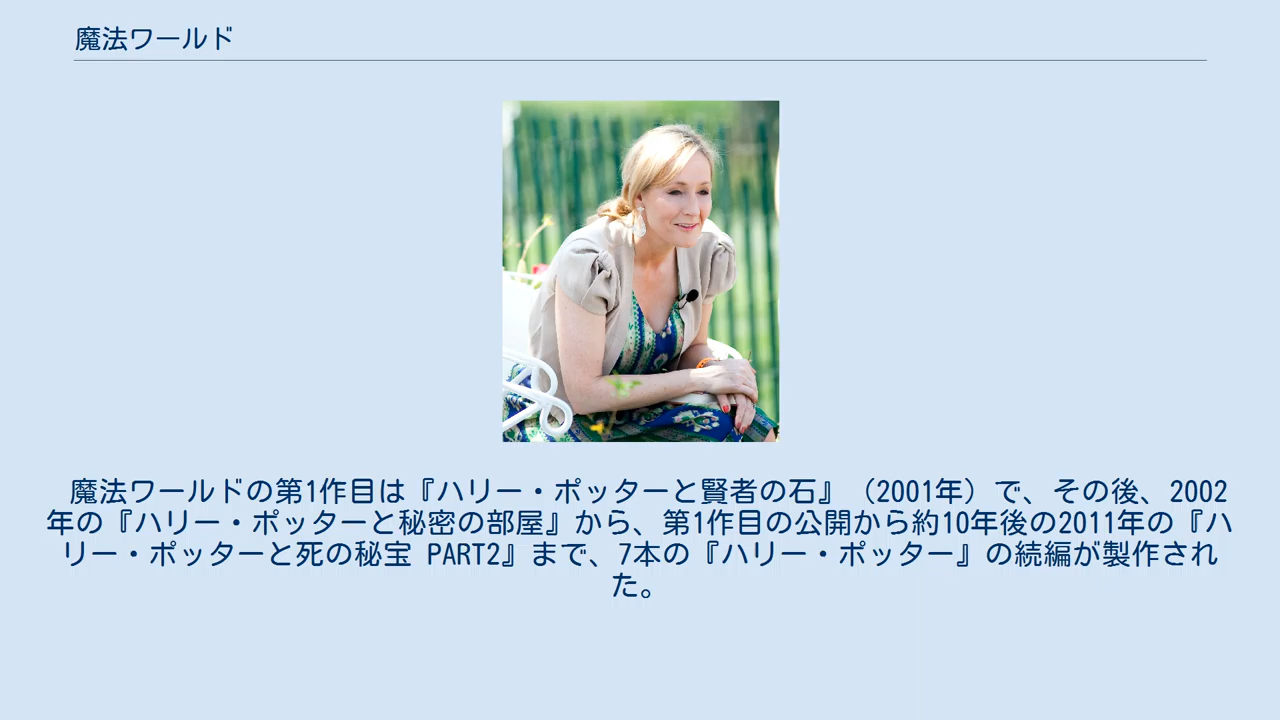 魔法ワールド
魔法ワールドの第1作目は『ハリー・ポッターと賢者の石』（2001年）で、その後、2002
年の『ハリー・ポッターと秘密の部屋』から、第1作目の公開から約10年後の2011年の『ハ
リー・ポッターと死の秘宝 PART2』まで、7本の『ハリー・ポッター』の続編が製作され
た。